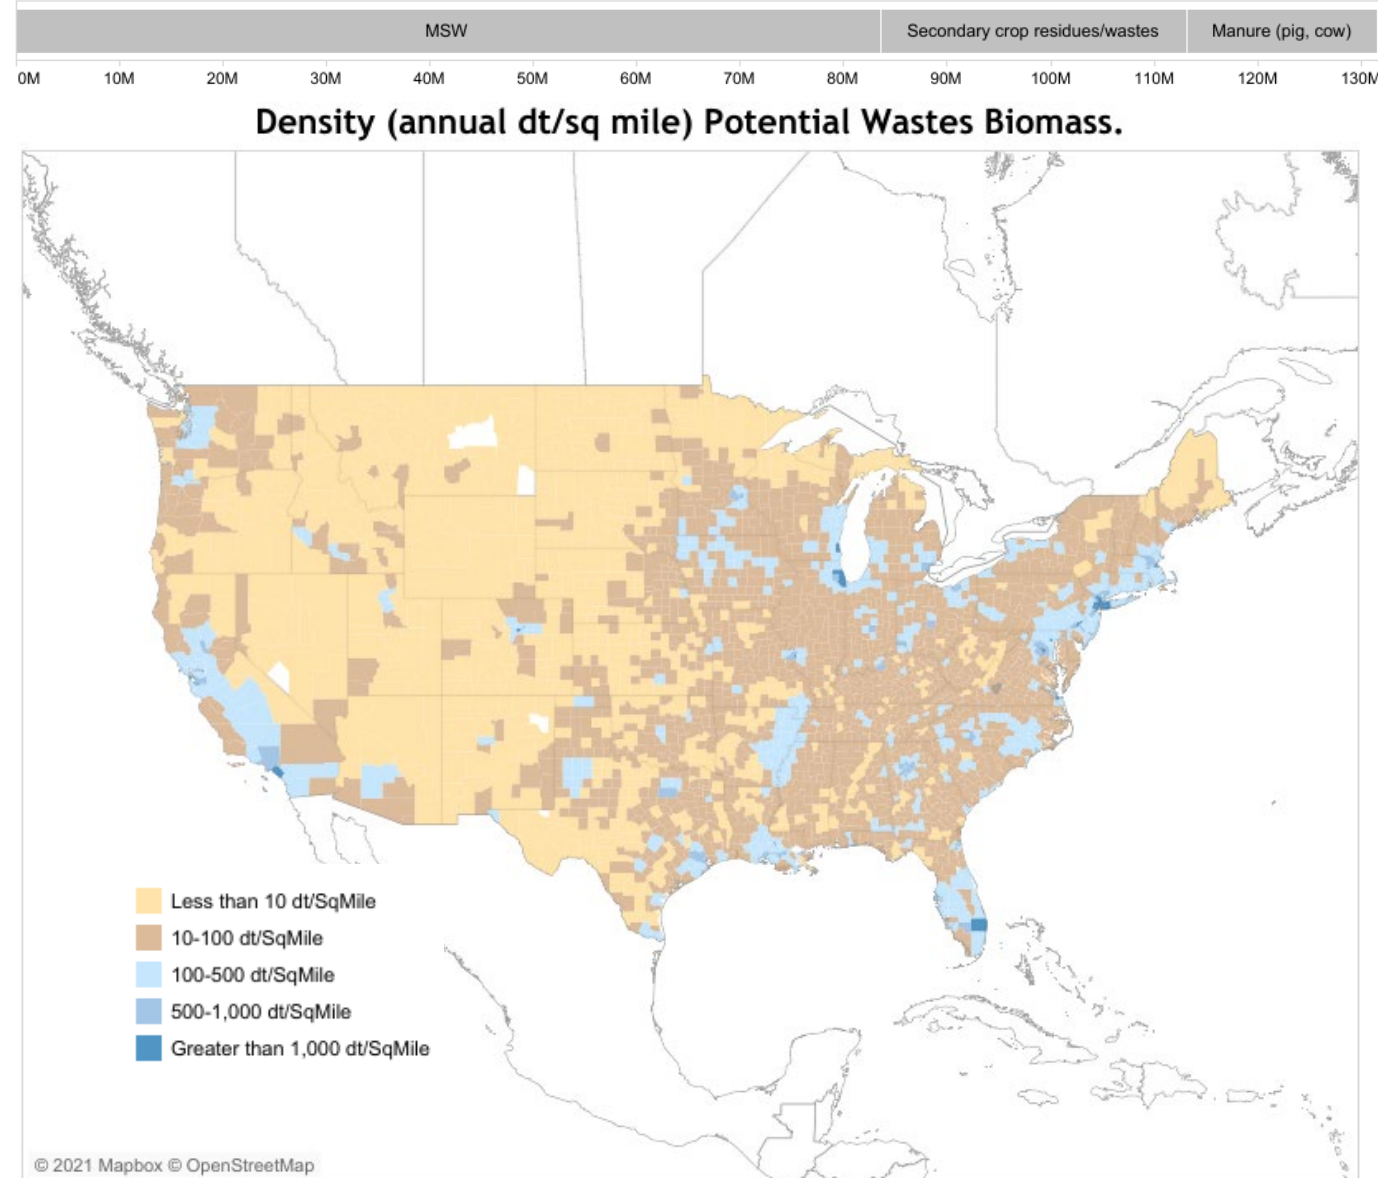 MSW Secondary crop residues/wastes Manure (pig, cow)
0M 10M 20M 30M 40M 50M 60M 70M 80M 90M 100M 110M 120M 130M
Density (annual dt/sq mile) Potential Wastes Biomass.
Less than 10 dt/SqMile
10-100 dt/SqMile
100-500 dt/SqMile
500-1,000 dt/SqMile
Greater than 1,000 dt/SqMile
© 2021 Mapbox © OpenStreetMap